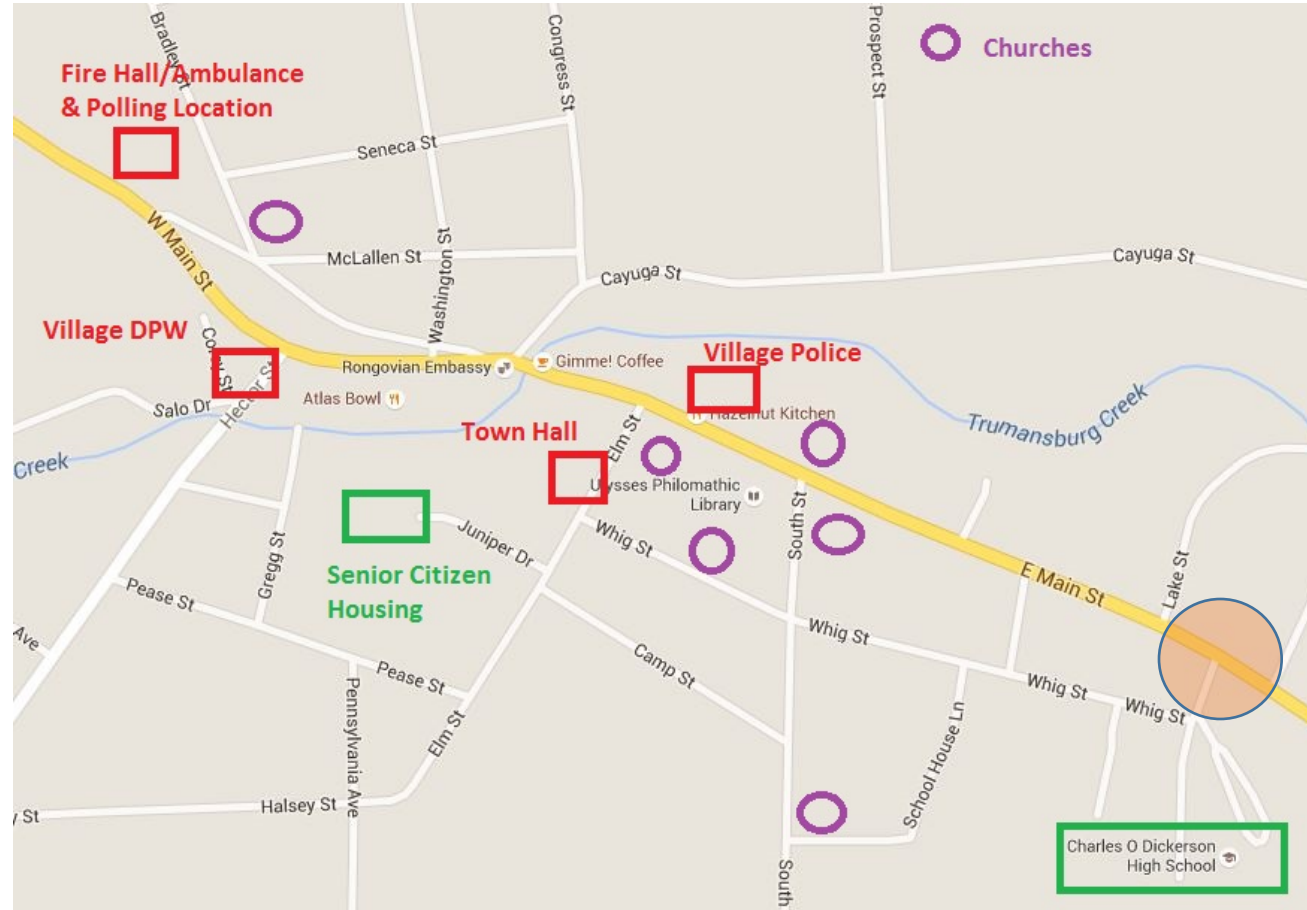 Bradley St
Fire Hall/Ambulance
& Polling Location
Congress St
Prospect St
Churches
Seneca St
W Main St
McLallen St
Washington St
Cayuga St
Cayuga St
Village DPW
Corey St
Rongovian Embassy
Gimme! Coffee
Village Police
Atlas Bowl
Salo Dr
Hector St
Hazelnut Kitchen
Trumansburg Creek
Creek
Town Hall
Elm St
Ulysses Philomathic
Library
South St
Whig St
Juniper Dr
Gregg St
Senior Citizen
Housing
E Main St
Lake St
Pease St
Ave
Whig St
Camp St
Pease St
Whig St
Whig St
Pennsylvania Ave
Elm St
School House Ln
Halsey St
y St
Charles O Dickerson
High School
South